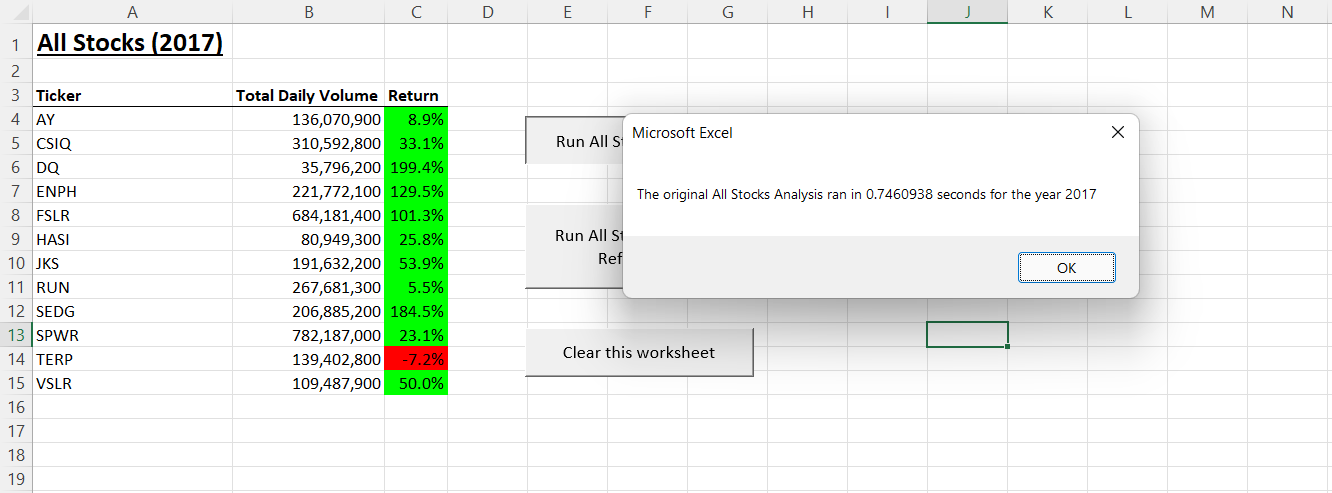 A B C D E F G H I J K L M N
1 All Stocks (2017)
2
3 Ticker Total Daily Volume Return
4 AY 136,070,900 8.9%
5 CSIQ 310,592,800 33.1%
6 DQ 35,796,200 199.4%
7 ENPH 221,772,100 129.5%
8 FSLR 684,181,400 101.3%
9 HASI 80,949,300 25.8%
10 JKS 191,632,200 53.9%
11 RUN 267,681,300 5.5%
12 SEDG 206,885,200 184.5%
13 SPWR 782,187,000 23.1%
14 TERP 139,402,800 -7.2%
15 VSLR 109,487,900 50.0%
16
17
18
19
Run All St
Run All St
Ref
Clear this worksheet
Microsoft Excel
The original All Stocks Analysis ran in 0.7460938 seconds for the year 2017
OK